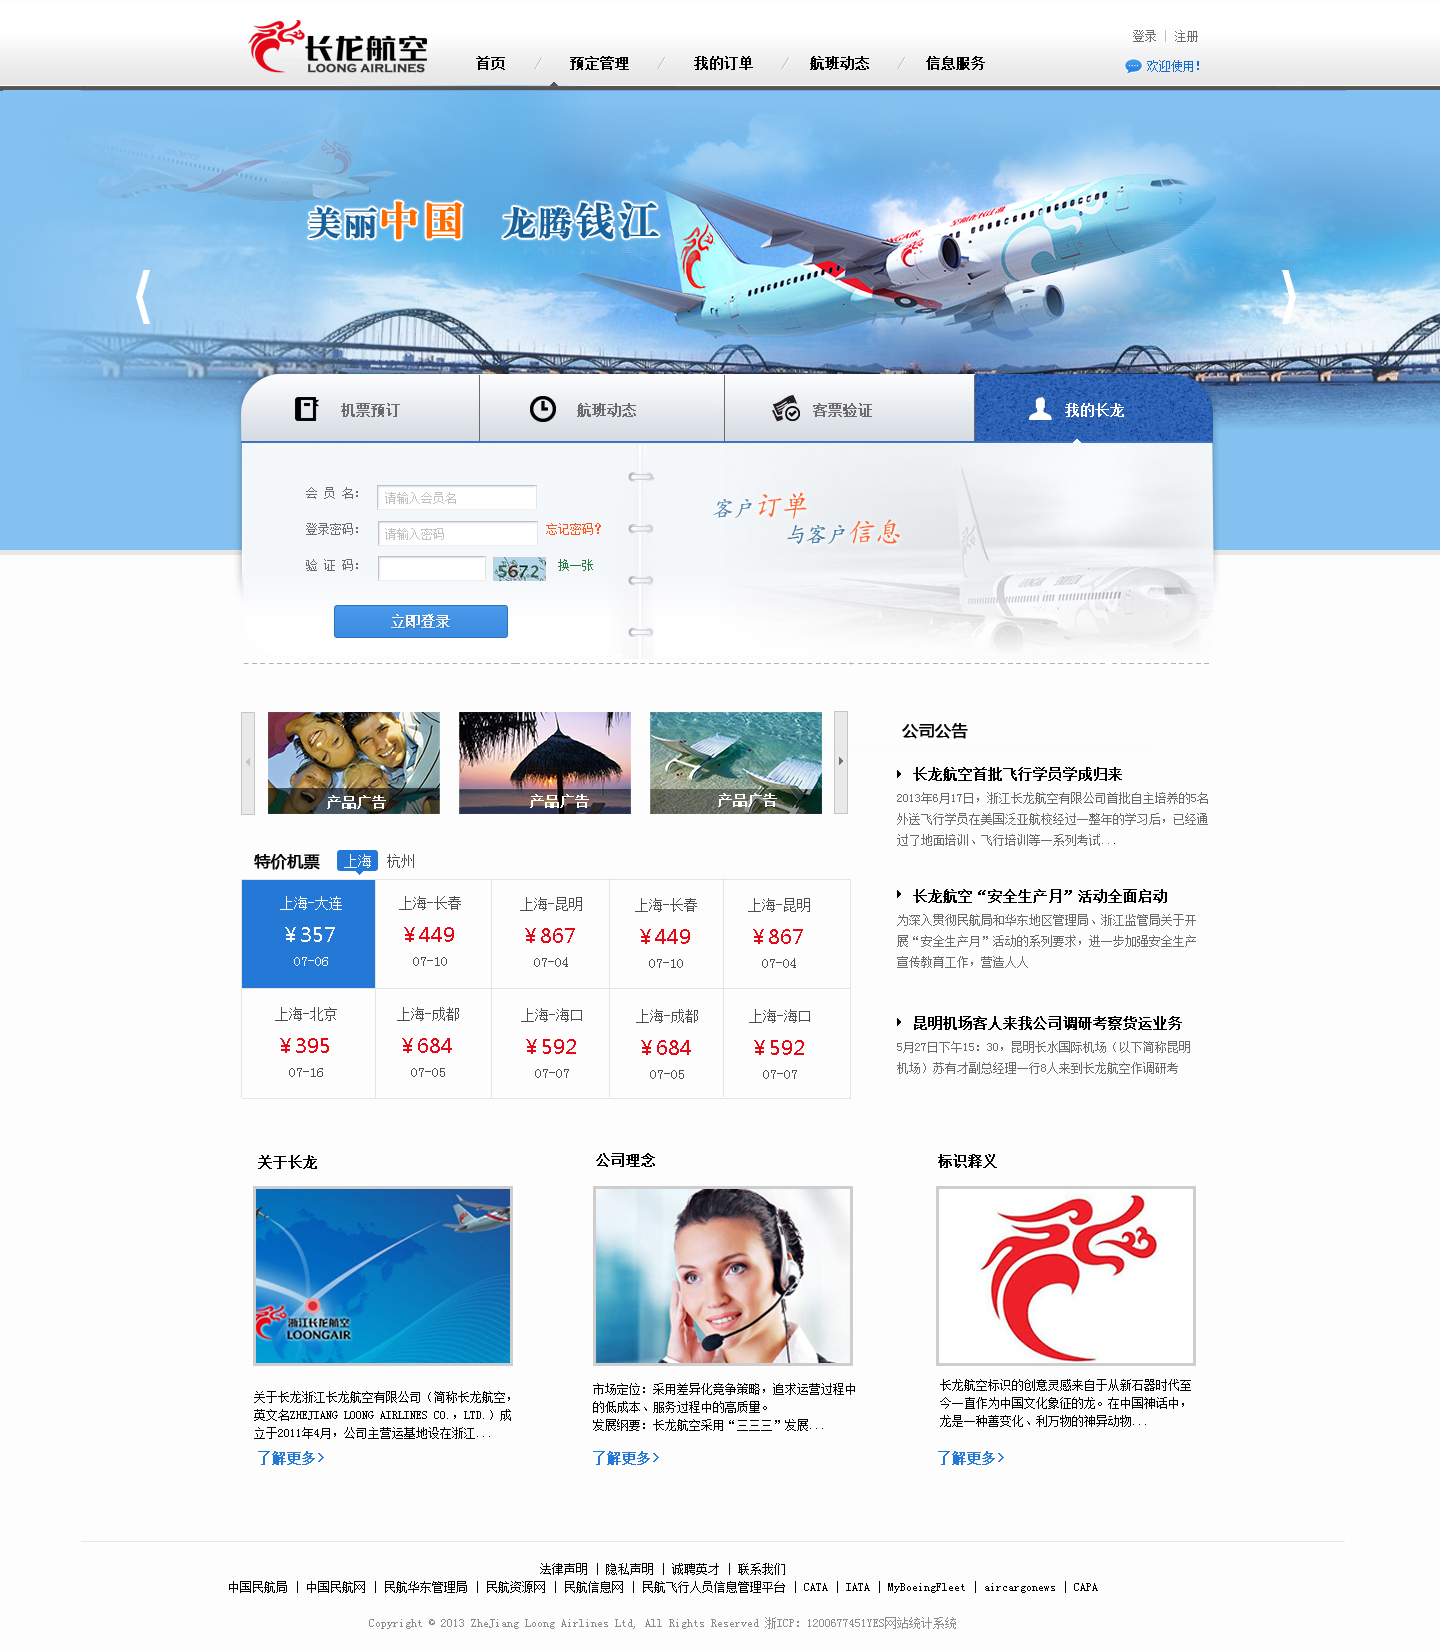 长龙航空
LOONG AIRLINES
登录 | 注册
欢迎使用!
首页 / 预定管理 / 我的订单 / 航班动态 / 信息服务
美丽中国 龙腾钱江
机票预订 航班动态 客票验证 我的长龙
会 员 名: 请输入会员名
登录密码: 请输入密码 忘记密码?
验 证 码: 5672 换一张
立即登录
客户订单
与客户信息
产品广告 产品广告 产品广告
特价机票 上海 杭州
上海-大连 上海-长春 上海-昆明 上海-长春 上海-昆明
¥357 ¥449 ¥867 ¥449 ¥867
07-06 07-10 07-04 07-10 07-04
上海-北京 上海-成都 上海-海口 上海-成都 上海-海口
¥395 ¥684 ¥592 ¥684 ¥592
07-16 07-05 07-07 07-05 07-07
公司公告
长龙航空首批飞行学员学成归来
2013年6月17日，浙江长龙航空有限公司首批自主培养的5名
外送飞行学员在美国泛亚航校经过一整年的学习后，已经通
过了地面培训、飞行培训等一系列考试...
长龙航空“安全生产月”活动全面启动
为深入贯彻民航局和华东地区管理局、浙江监管局关于开
展“安全生产月”活动的系列要求，进一步加强安全生产
宣传教育工作，营造人人
昆明机场客人来我公司调研考察货运业务
5月27日下午15：30，昆明长水国际机场（以下简称昆明
机场）苏有才副总经理一行8人来到长龙航空作调研考
关于长龙
浙江长龙航空
LOONGAIR
关于长龙浙江长龙航空有限公司（简称长龙航空，
英文名ZHEJIANG LOONG AIRLINES CO.，LTD.）成
立于2011年4月，公司主营运基地设在浙江...
了解更多>
公司理念
市场定位：采用差异化竞争策略，追求运营过程中
的低成本、服务过程中的高质量。
发展纲要：长龙航空采用“三三三”发展...
了解更多>
标识释义
长龙航空标识的创意灵感来自于从新石器时代至
今一直作为中国文化象征的龙。在中国神话中，
龙是一种善变化、利万物的神异动物...
了解更多>
法律声明 | 隐私声明 | 诚聘英才 | 联系我们
中国民航局 | 中国民航网 | 民航华东管理局 | 民航资源网 | 民航信息网 | 民航飞行人员信息管理平台 | CATA | IATA | MyBoeingFleet | aircargonews | CAPA
Copyright © 2013 ZheJiang Loong Airlines Ltd, All Rights Reserved 浙ICP：1200677451YES网站统计系统